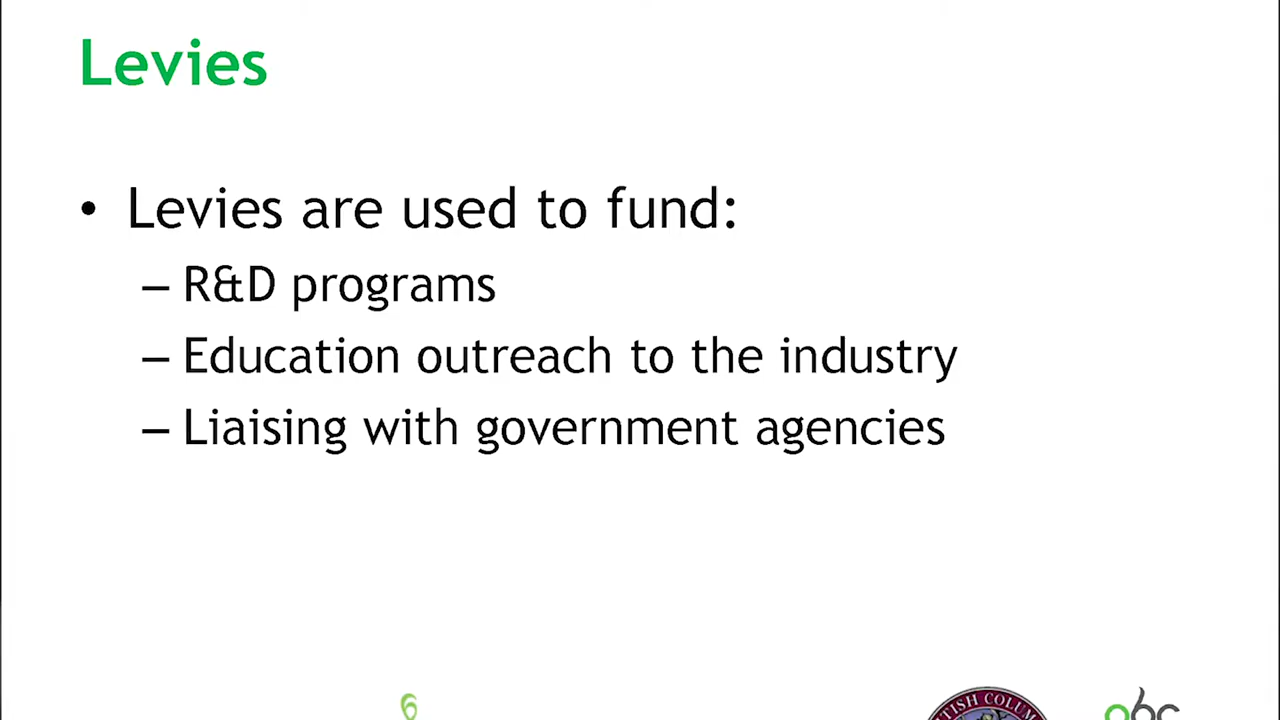 Levies
• Levies are used to fund:
– R&D programs
– Education outreach to the industry
– Liaising with government agencies
6